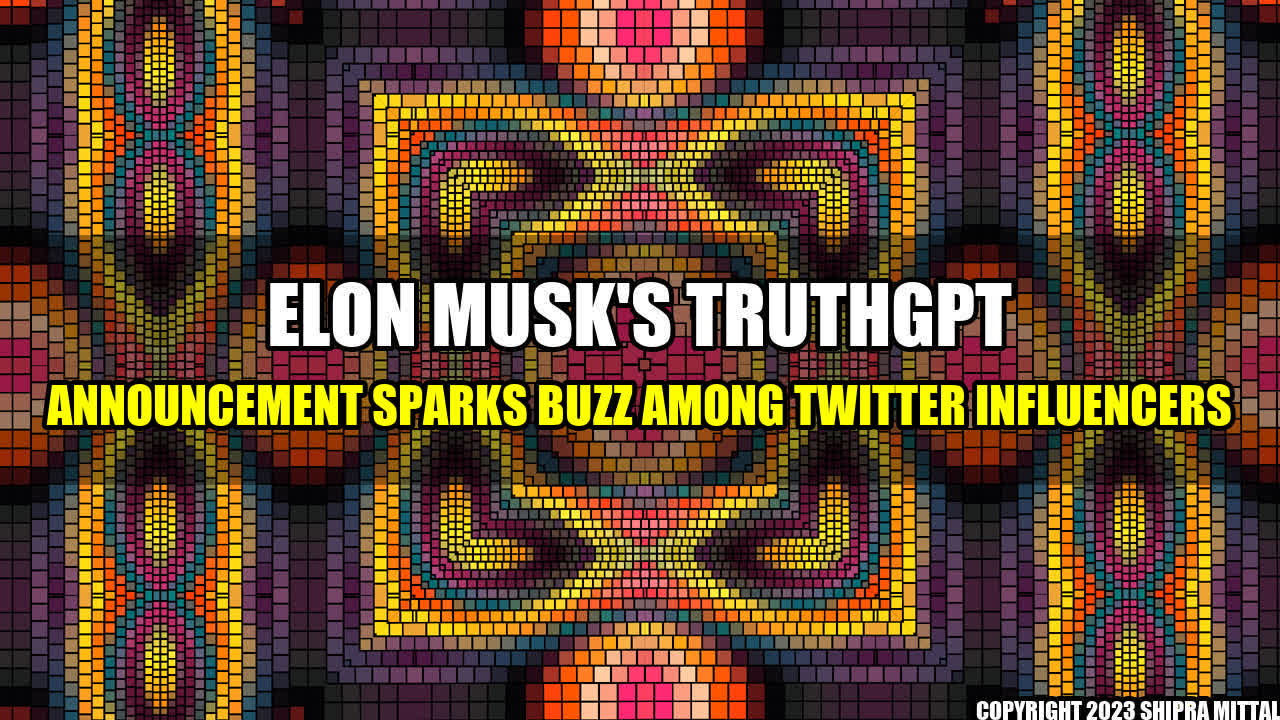 ELON MUSK'S TRUTHGPT
ANNOUNCEMENT SPARKS BUZZ AMONG TWITTER INFLUENCERS
COPYRIGHT 2023 SHIPRA MITTAL